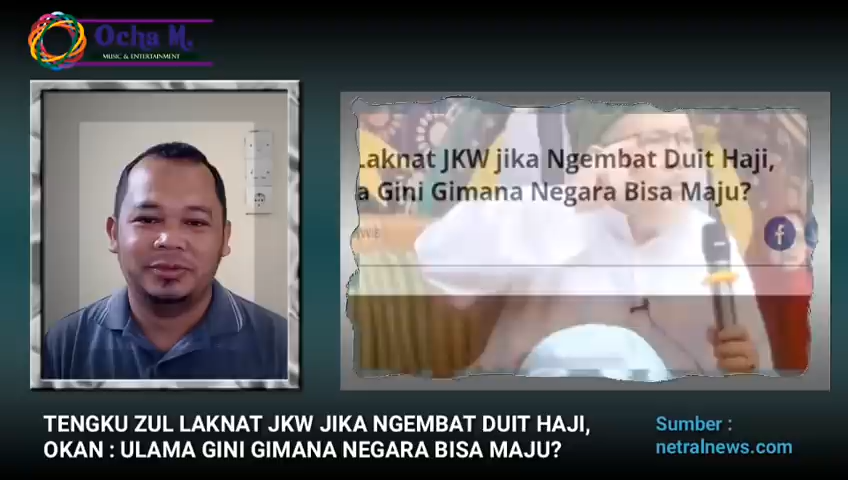 Ocha M.
MUSIC & ENTERTAINMENT
Laknat JKW jika Ngembat Duit Haji,
a Gini Gimana Negara Bisa Maju?
f
TENGKU ZUL LAKNAT JKW JIKA NGEMBAT DUIT HAJI,
OKAN : ULAMA GINI GIMANA NEGARA BISA MAJU?
Sumber :
netralnews.com